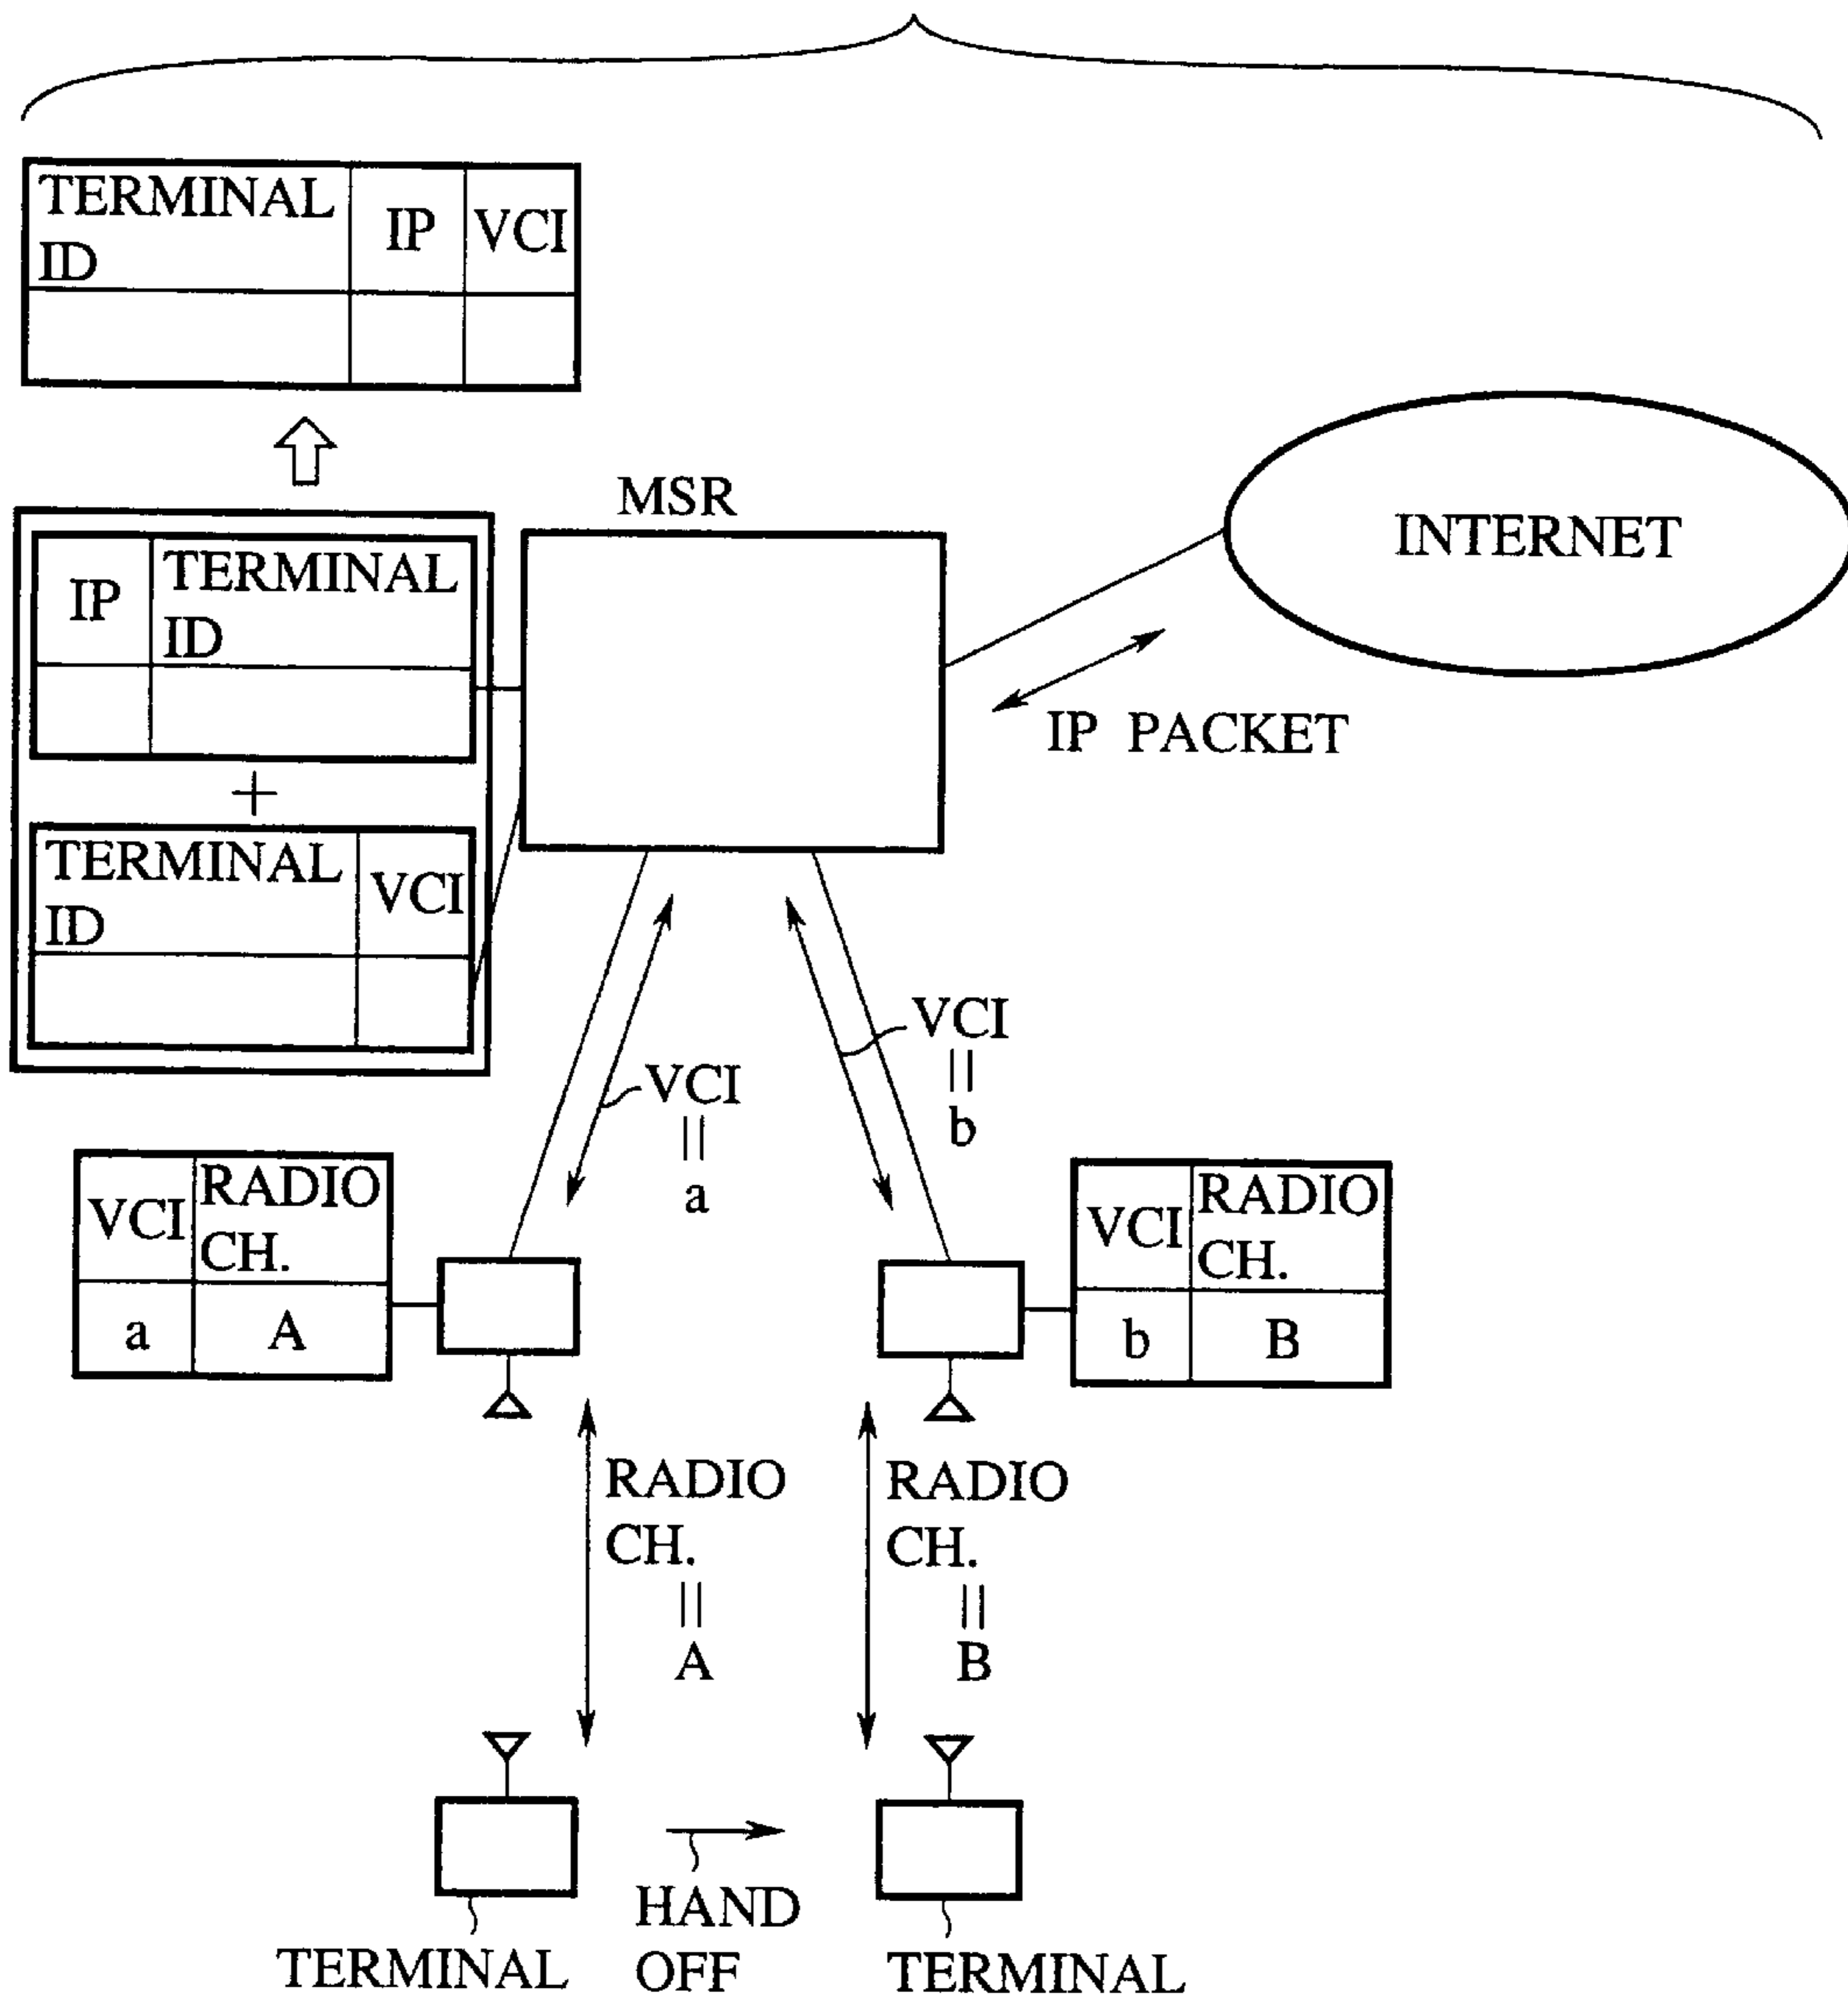 TERMINAL
ID
IP
VCI
MSR
INTERNET
IP
TERMINAL
ID
IP PACKET
+
TERMINAL
ID
VCI
VCI
||
b
VCI
||
a
VCI
RADIO
CH.
a
A
VCI
RADIO
CH.
b
B
RADIO
CH.
||
A
RADIO
CH.
||
B
HAND
OFF
TERMINAL
TERMINAL